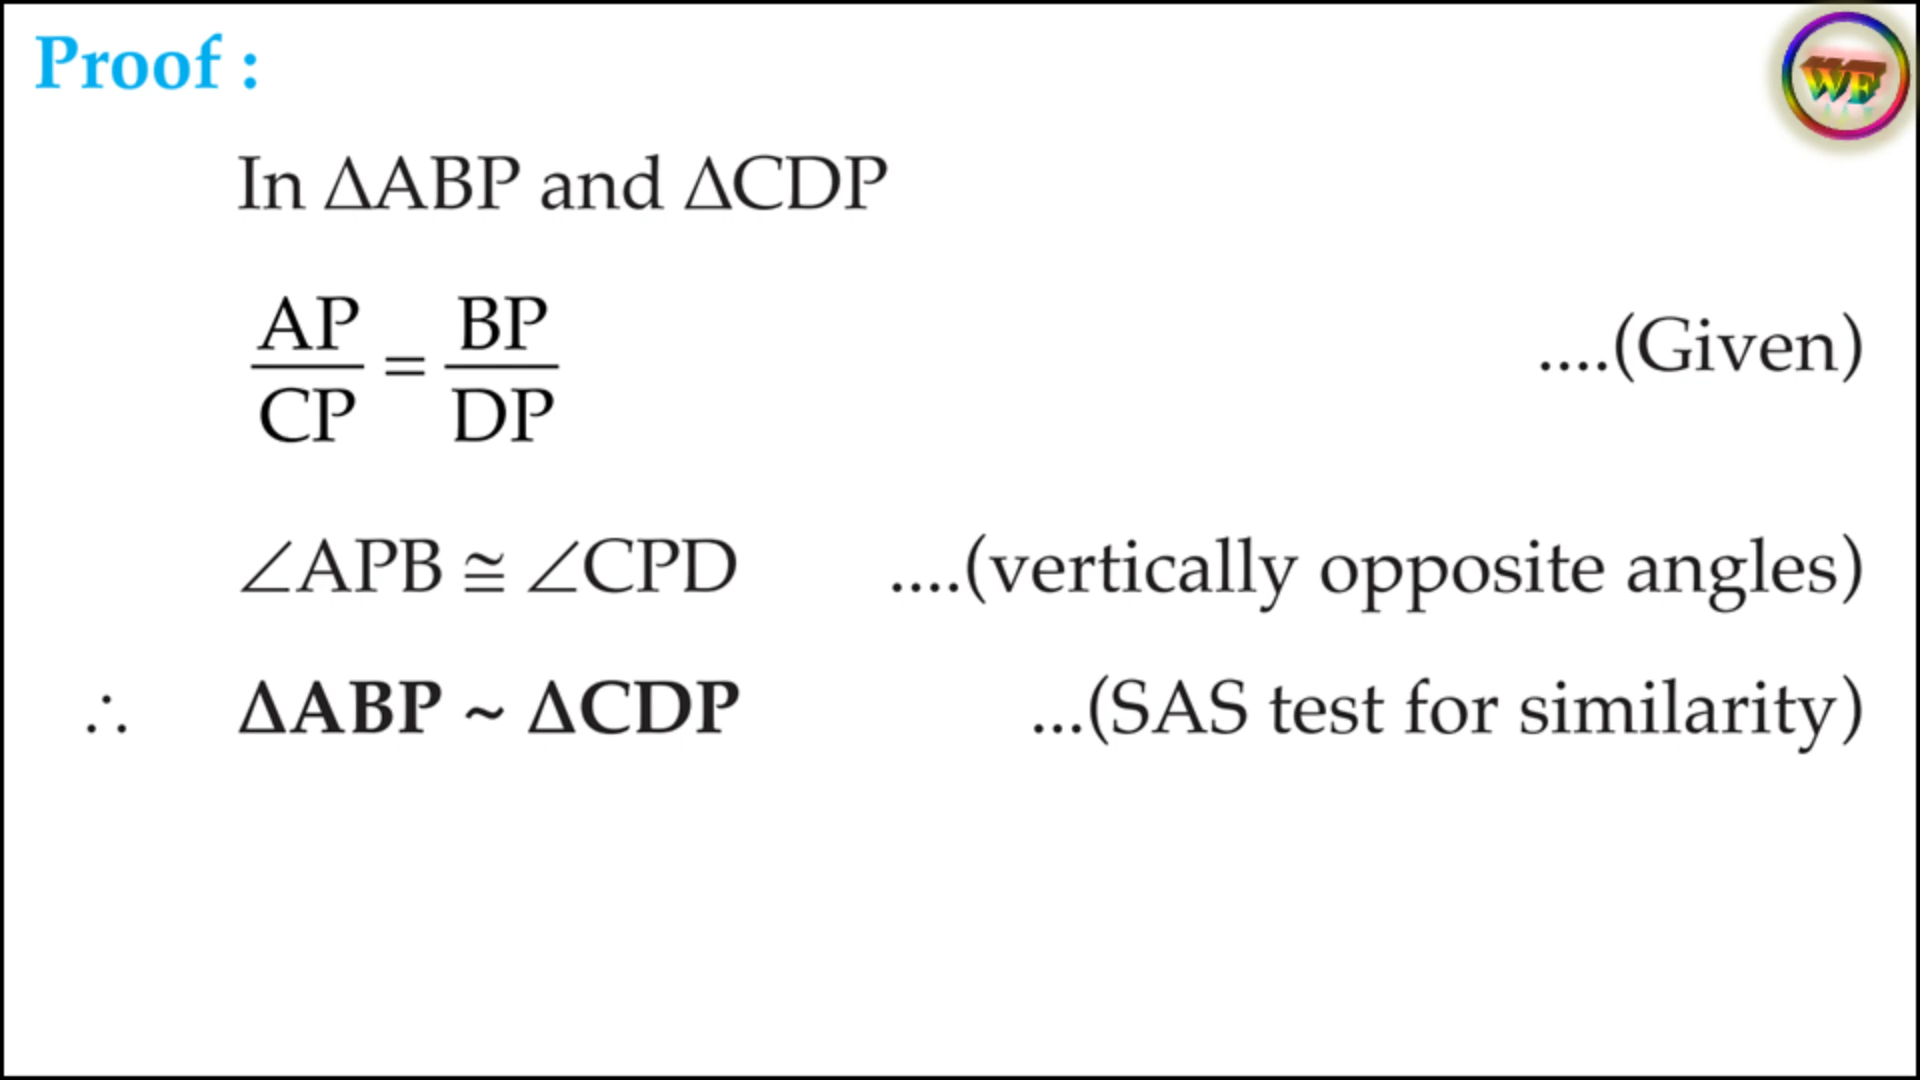 Proof :
WE
In ΔABP and ΔCDP
AP/CP = BP/DP ....(Given)
∠APB ≅ ∠CPD ....(vertically opposite angles)
∴ ΔABP ~ ΔCDP ...(SAS test for similarity)